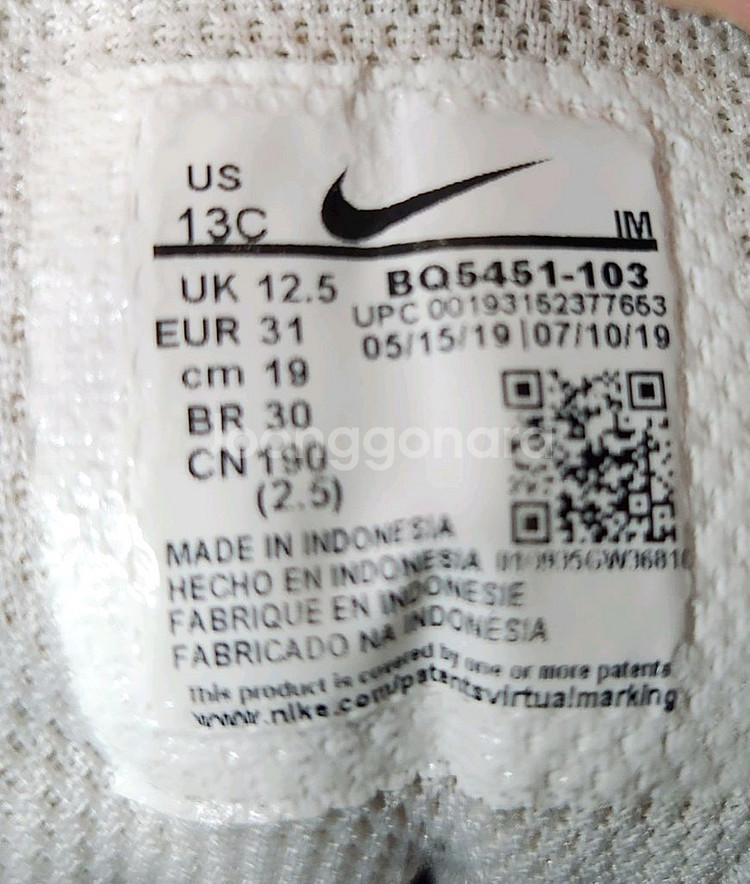 US
13C
IM
UK 12.5
BQ5451-103
UPC 00193152377653
EUR 31
05/15/19 | 07/10/19
cm 19
BR 30
CN 190
(2.5)
joonggonara
MADE IN INDONESIA
HECHO EN INDONESIA
FABRIQUE EN INDONESIE
FABRICADO NA INDONESIA
This product is covered by one or more patents
www.nike.com/patentsvirtualmarking